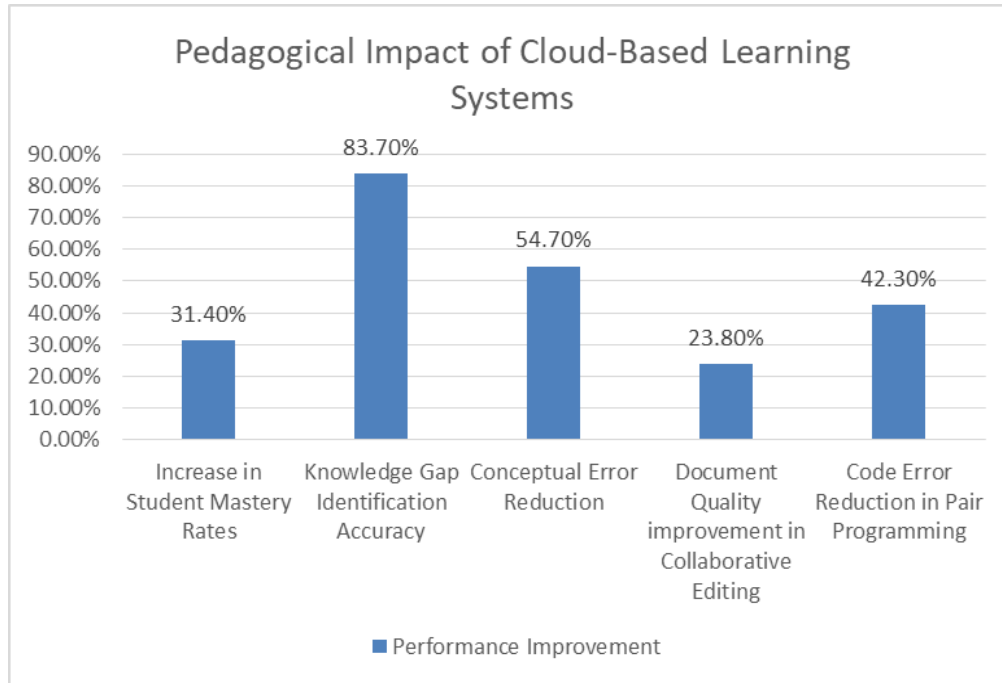 Pedagogical Impact of Cloud-Based Learning
Systems
90.00%
80.00%
70.00%
60.00%
50.00%
40.00%
30.00%
20.00%
10.00%
0.00%
31.40%
83.70%
54.70%
23.80%
42.30%
Increase in
Student Mastery
Rates
Knowledge Gap
Identification
Accuracy
Conceptual Error
Reduction
Document
Quality
improvement in
Collaborative
Editing
Code Error
Reduction in Pair
Programming
Performance Improvement